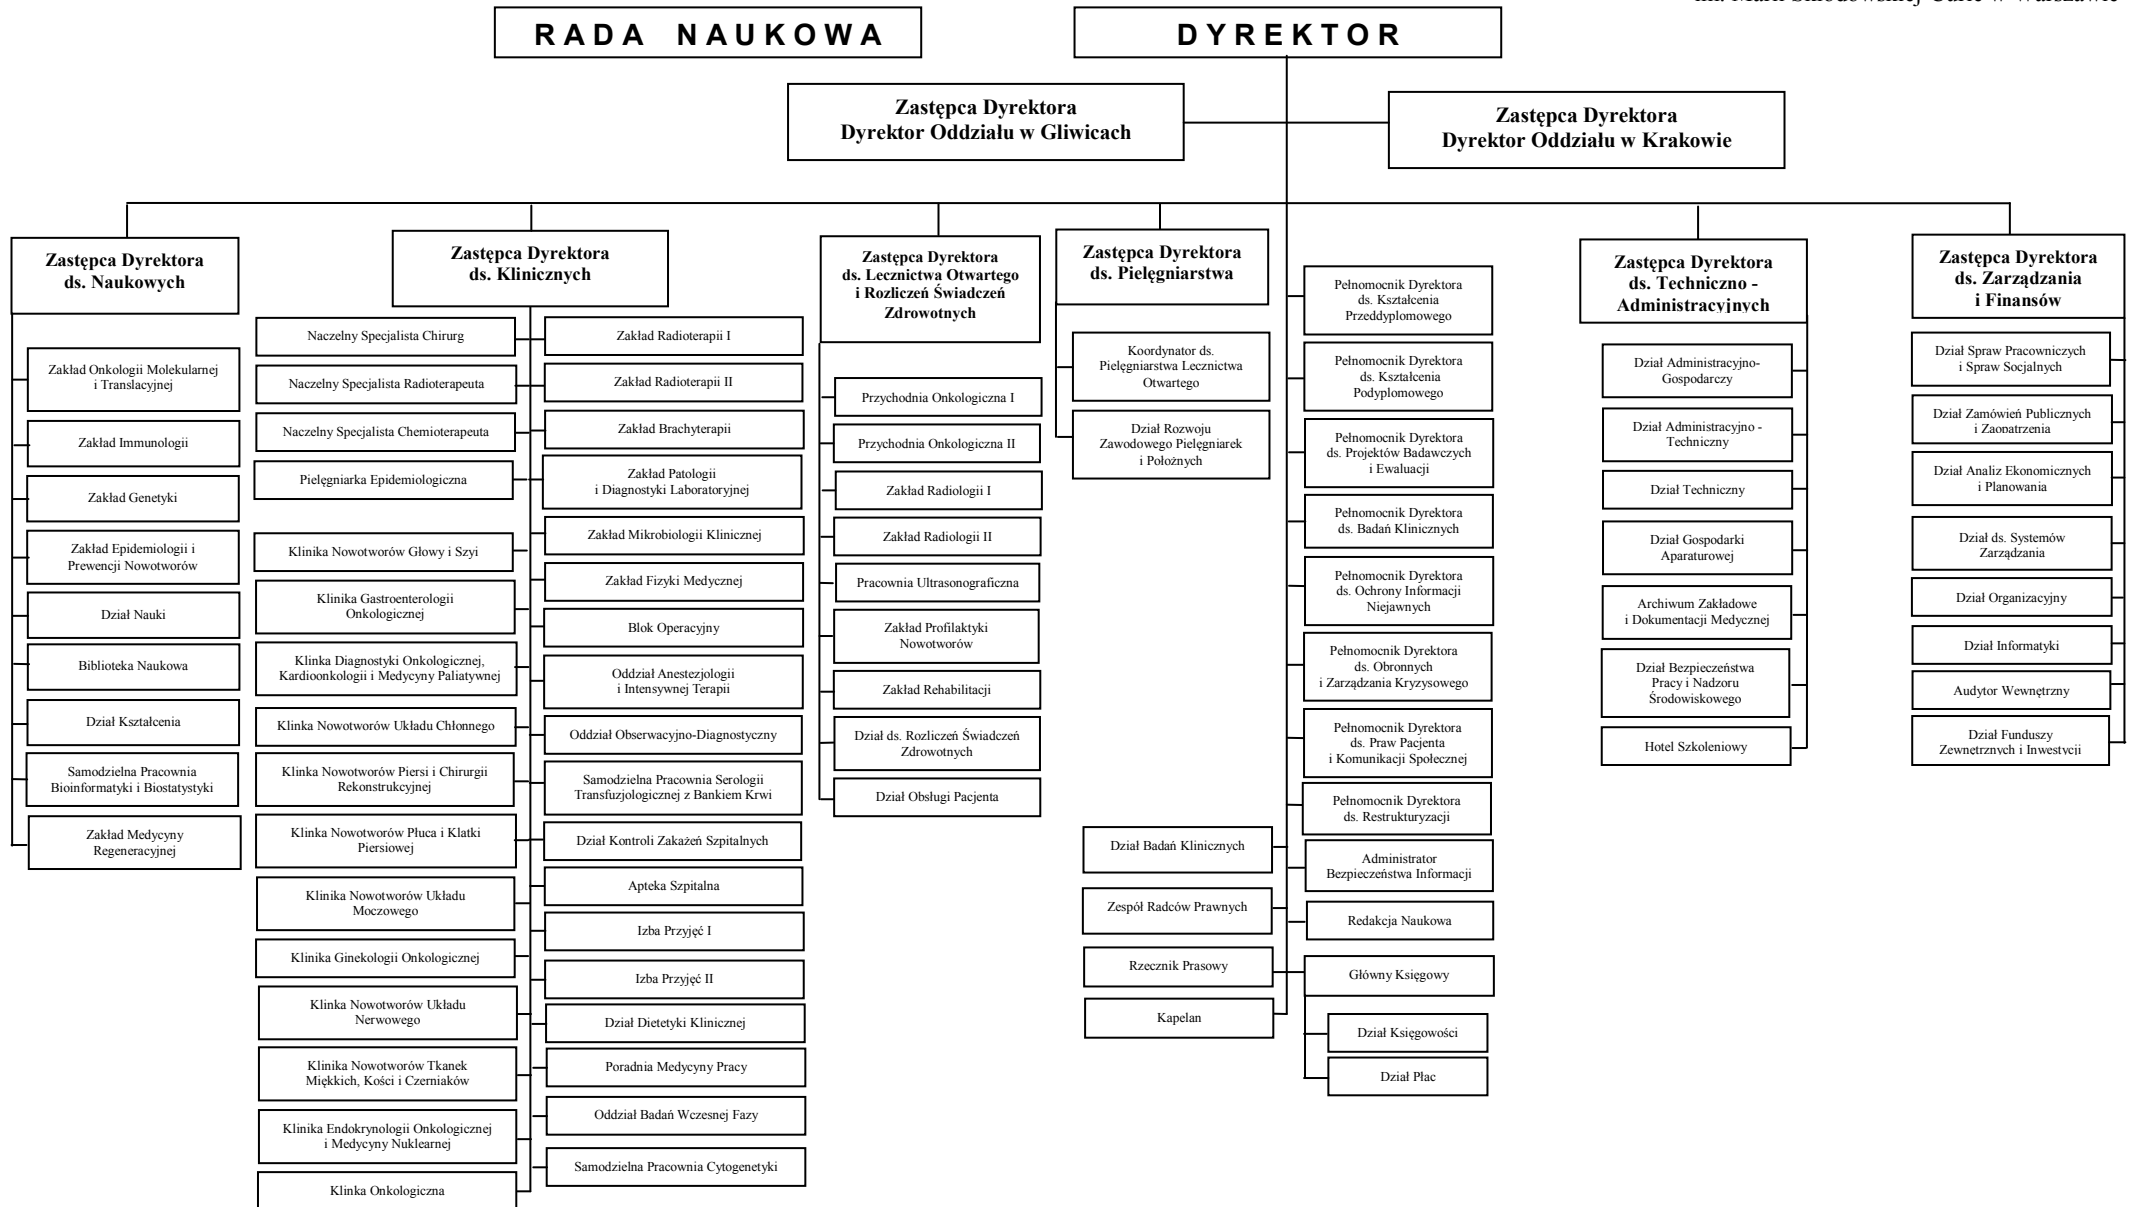 im. Marii Skłodowskiej-Curie w Warszawie
RADA NAUKOWA
DYREKTOR
Zastępca Dyrektora
Dyrektor Oddziału w Gliwicach
Zastępca Dyrektora
Dyrektor Oddziału w Krakowie
Zastępca Dyrektora
ds. Naukowych
Zakład Onkologii Molekularnej
i Translacyjnej
Zakład Immunologii
Zakład Genetyki
Zakład Epidemiologii i
Prewencji Nowotworów
Dział Nauki
Biblioteka Naukowa
Dział Kształcenia
Samodzielna Pracownia
Bioinformatyki i Biostatystyki
Zakład Medycyny
Regeneracyjnej
Zastępca Dyrektora
ds. Klinicznych
Naczelny Specjalista Chirurg
Naczelny Specjalista Radioterapeuta
Naczelny Specjalista Chemioterapeuta
Pielęgniarka Epidemiologiczna
Klinika Nowotworów Głowy i Szyi
Klinika Gastroenterologii
Onkologicznej
Klinka Diagnostyki Onkologicznej,
Kardioonkologii i Medycyny Paliatywnej
Klinka Nowotworów Układu Chłonnego
Klinka Nowotworów Piersi i Chirurgii
Rekonstrukcyjnej
Klinka Nowotworów Płuca i Klatki
Piersiowej
Klinika Nowotworów Układu
Moczowego
Klinika Ginekologii Onkologicznej
Klinka Nowotworów Układu
Nerwowego
Klinika Nowotworów Tkanek
Miękkich, Kości i Czerniaków
Klinika Endokrynologii Onkologicznej
i Medycyny Nuklearnej
Klinka Onkologiczna
Zakład Radioterapii I
Zakład Radioterapii II
Zakład Brachyterapii
Zakład Patologii
i Diagnostyki Laboratoryjnej
Zakład Mikrobiologii Klinicznej
Zakład Fizyki Medycznej
Blok Operacyjny
Oddział Anestezjologii
i Intensywnej Terapii
Oddział Obserwacyjno-Diagnostyczny
Samodzielna Pracownia Serologii
Transfuzjologicznej z Bankiem Krwi
Dział Kontroli Zakażeń Szpitalnych
Apteka Szpitalna
Izba Przyjęć I
Izba Przyjęć II
Dział Dietetyki Klinicznej
Poradnia Medycyny Pracy
Oddział Badań Wczesnej Fazy
Samodzielna Pracownia Cytogenetyki
Zastępca Dyrektora
ds. Lecznictwa Otwartego
i Rozliczeń Świadczeń
Zdrowotnych
Przychodnia Onkologiczna I
Przychodnia Onkologiczna II
Zakład Radiologii I
Zakład Radiologii II
Pracownia Ultrasonograficzna
Zakład Profilaktyki
Nowotworów
Zakład Rehabilitacji
Dział ds. Rozliczeń Świadczeń
Zdrowotnych
Dział Obsługi Pacjenta
Zastępca Dyrektora
ds. Pielęgniarstwa
Koordynator ds.
Pielęgniarstwa Lecznictwa
Otwartego
Dział Rozwoju
Zawodowego Pielęgniarek
i Położnych
Dział Badań Klinicznych
Zespół Radców Prawnych
Rzecznik Prasowy
Kapelan
Pełnomocnik Dyrektora
ds. Kształcenia
Przeddyplomowego
Pełnomocnik Dyrektora
ds. Kształcenia
Podyplomowego
Pełnomocnik Dyrektora
ds. Projektów Badawczych
i Ewaluacji
Pełnomocnik Dyrektora
ds. Badań Klinicznych
Pełnomocnik Dyrektora
ds. Ochrony Informacji
Niejawnych
Pełnomocnik Dyrektora
ds. Obronnych
i Zarządzania Kryzysowego
Pełnomocnik Dyrektora
ds. Praw Pacjenta
i Komunikacji Społecznej
Pełnomocnik Dyrektora
ds. Restrukturyzacji
Administrator
Bezpieczeństwa Informacji
Redakcja Naukowa
Główny Księgowy
Dział Księgowości
Dział Płac
Zastępca Dyrektora
ds. Techniczno -
Administracyjnych
Dział Administracyjno-
Gospodarczy
Dział Administracyjno -
Techniczny
Dział Techniczny
Dział Gospodarki
Aparaturowej
Archiwum Zakładowe
i Dokumentacji Medycznej
Dział Bezpieczeństwa
Pracy i Nadzoru
Środowiskowego
Hotel Szkoleniowy
Zastępca Dyrektora
ds. Zarządzania
i Finansów
Dział Spraw Pracowniczych
i Spraw Socjalnych
Dział Zamówień Publicznych
i Zaopatrzenia
Dział Analiz Ekonomicznych
i Planowania
Dział ds. Systemów
Zarządzania
Dział Organizacyjny
Dział Informatyki
Audytor Wewnętrzny
Dział Funduszy
Zewnętrznych i Inwestycji